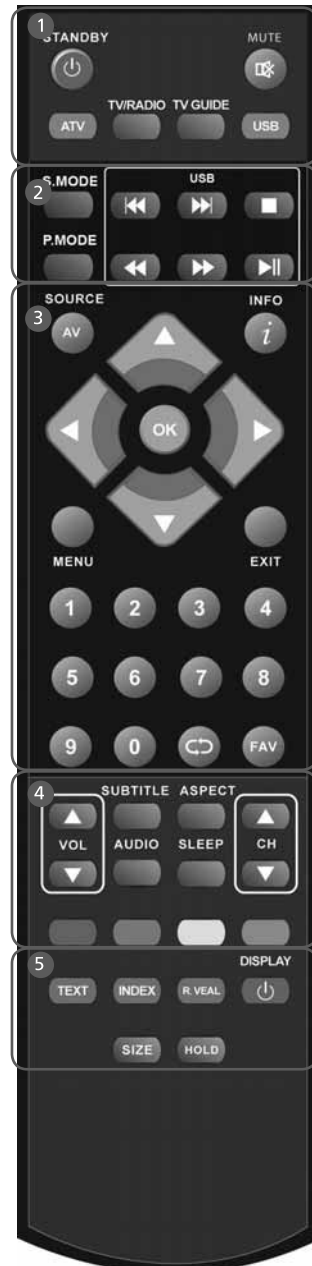 1
STANDBY MUTE
TV/RADIO TV GUIDE
ATV USB
2
S.MODE USB
P.MODE
3
SOURCE INFO
AV i
OK
MENU EXIT
1 2 3 4
5 6 7 8
9 0 FAV
4
SUBTITLE ASPECT
VOL AUDIO SLEEP CH
5
DISPLAY
TEXT INDEX R.VEAL
SIZE HOLD